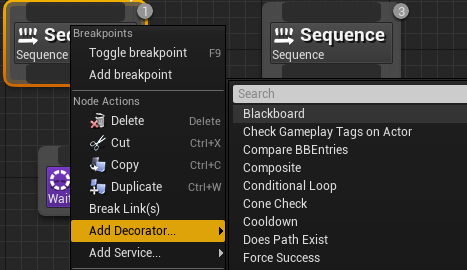 1
Sequence
Sequence
3
Sequence
Sequence
Breakpoints
Toggle breakpoint F9
Add breakpoint
Node Actions
Delete Delete
Cut Ctrl+X
Copy Ctrl+C
Duplicate Ctrl+W
Break Link(s)
Add Decorator...
Add Service...
Wait
Search
Blackboard
Check Gameplay Tags on Actor
Compare BBEntries
Composite
Conditional Loop
Cone Check
Cooldown
Does Path Exist
Force Success